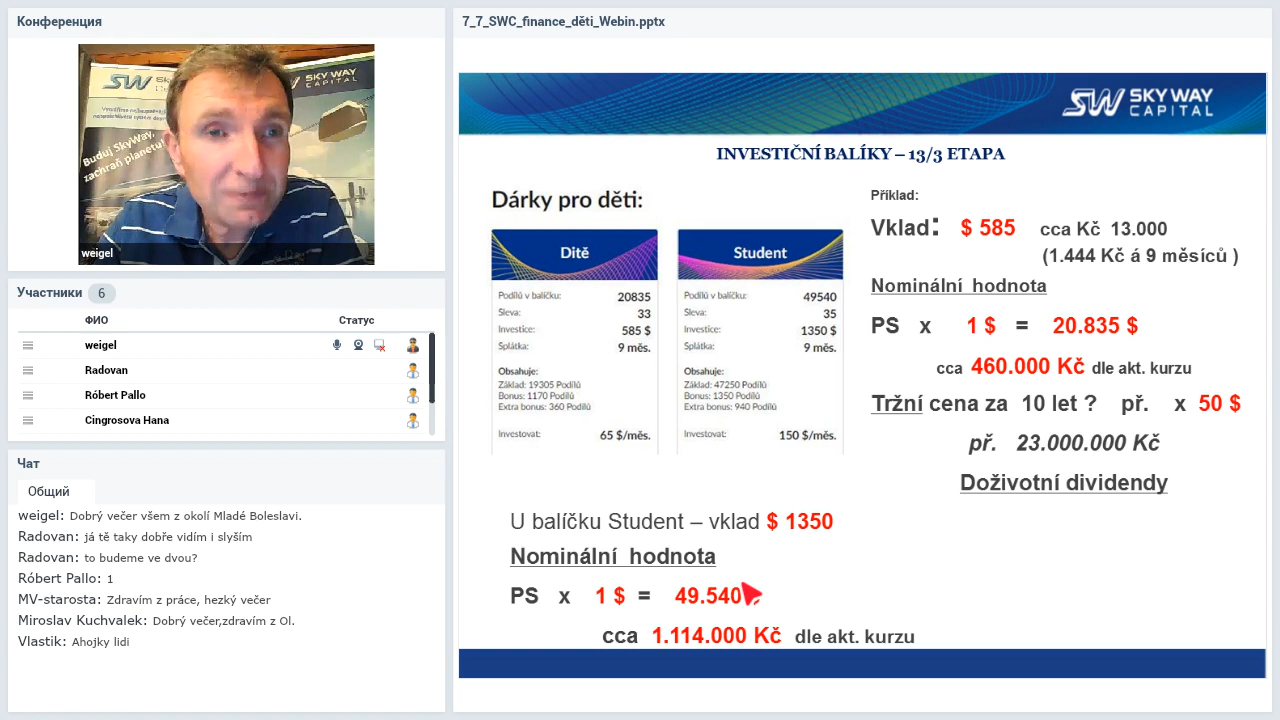 Конференция
SW SKY WAY CAPITAL
Buduj SkyWay,
zachraň planetu!
weigel
Участники 6
ФИО Статус
weigel
Radovan
Róbert Pallo
Cingrosova Hana
Чат
Общий
weigel: Dobrý večer všem z okolí Mladé Boleslavi.
Radovan: já tě taky dobře vidím i slyším
Radovan: to budeme ve dvou?
Róbert Pallo: 1
MV-starosta: Zdravím z práce, hezký večer
Miroslav Kuchvalek: Dobrý večer,zdravím z Ol.
Vlastik: Ahojky lidi
7_7_SWC_finance_děti_Webin.pptx
SW SKY WAY
CAPITAL
INVESTIČNÍ BALÍKY – 13/3 ETAPA
Dárky pro děti:
Dítě
Podílů v balíčku: 20835
Sleva: 33
Investice: 585 $
Splátka: 9 měs.
Obsahuje:
Základ: 19305 Podílů
Bonus: 1170 Podílů
Extra bonus: 360 Podílů
Investovat: 65 $/měs.
Student
Podílů v balíčku: 49540
Sleva: 35
Investice: 1350 $
Splátka: 9 měs.
Obsahuje:
Základ: 47250 Podílů
Bonus: 1350 Podílů
Extra bonus: 940 Podílů
Investovat: 150 $/měs.
Příklad:
Vklad: $ 585 cca Kč 13.000
(1.444 Kč á 9 měsíců )
Nominální hodnota
PS x 1 $ = 20.835 $
cca 460.000 Kč dle akt. kurzu
Tržní cena za 10 let ? př. x 50 $
př. 23.000.000 Kč
Doživotní dividendy
U balíčku Student – vklad $ 1350
Nominální hodnota
PS x 1 $ = 49.540
cca 1.114.000 Kč dle akt. kurzu